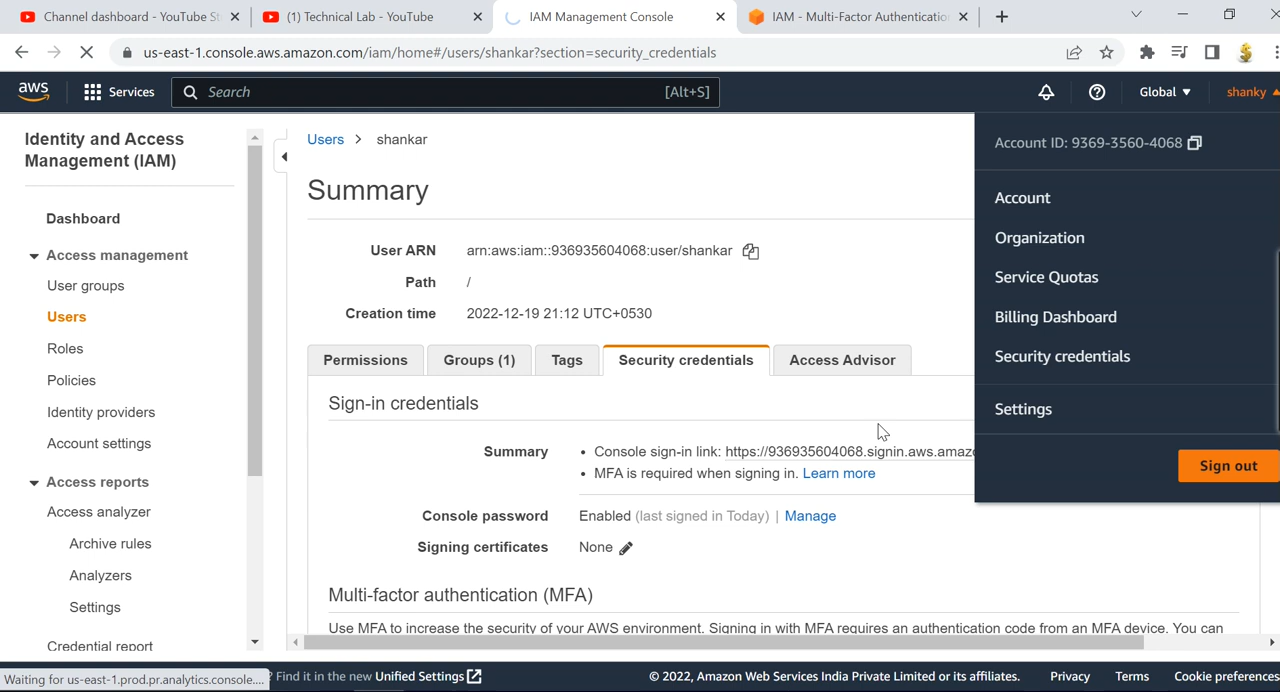 Channel dashboard - YouTube St
(1) Technical Lab - YouTube
IAM Management Console
IAM - Multi-Factor Authentication
us-east-1.console.aws.amazon.com/iam/home#/users/shankar?section=security_credentials
aws
Services
Search
[Alt+S]
Global
shanky
Identity and Access
Management (IAM)
Dashboard
Access management
User groups
Users
Roles
Policies
Identity providers
Account settings
Access reports
Access analyzer
Archive rules
Analyzers
Settings
Credential report
Users > shankar
Summary
User ARN arn:aws:iam::936935604068:user/shankar
Path /
Creation time 2022-12-19 21:12 UTC+0530
Permissions Groups (1) Tags Security credentials Access Advisor
Sign-in credentials
Summary • Console sign-in link: https://936935604068.signin.aws.amazo
• MFA is required when signing in. Learn more
Console password Enabled (last signed in Today) | Manage
Signing certificates None
Multi-factor authentication (MFA)
Use MFA to increase the security of your AWS environment. Signing in with MFA requires an authentication code from an MFA device. You can
Account ID: 9369-3560-4068
Account
Organization
Service Quotas
Billing Dashboard
Security credentials
Settings
Sign out
Waiting for us-east-1.prod.pr.analytics.console....
? Find it in the new Unified Settings
© 2022, Amazon Web Services India Private Limited or its affiliates.
Privacy
Terms
Cookie preferences